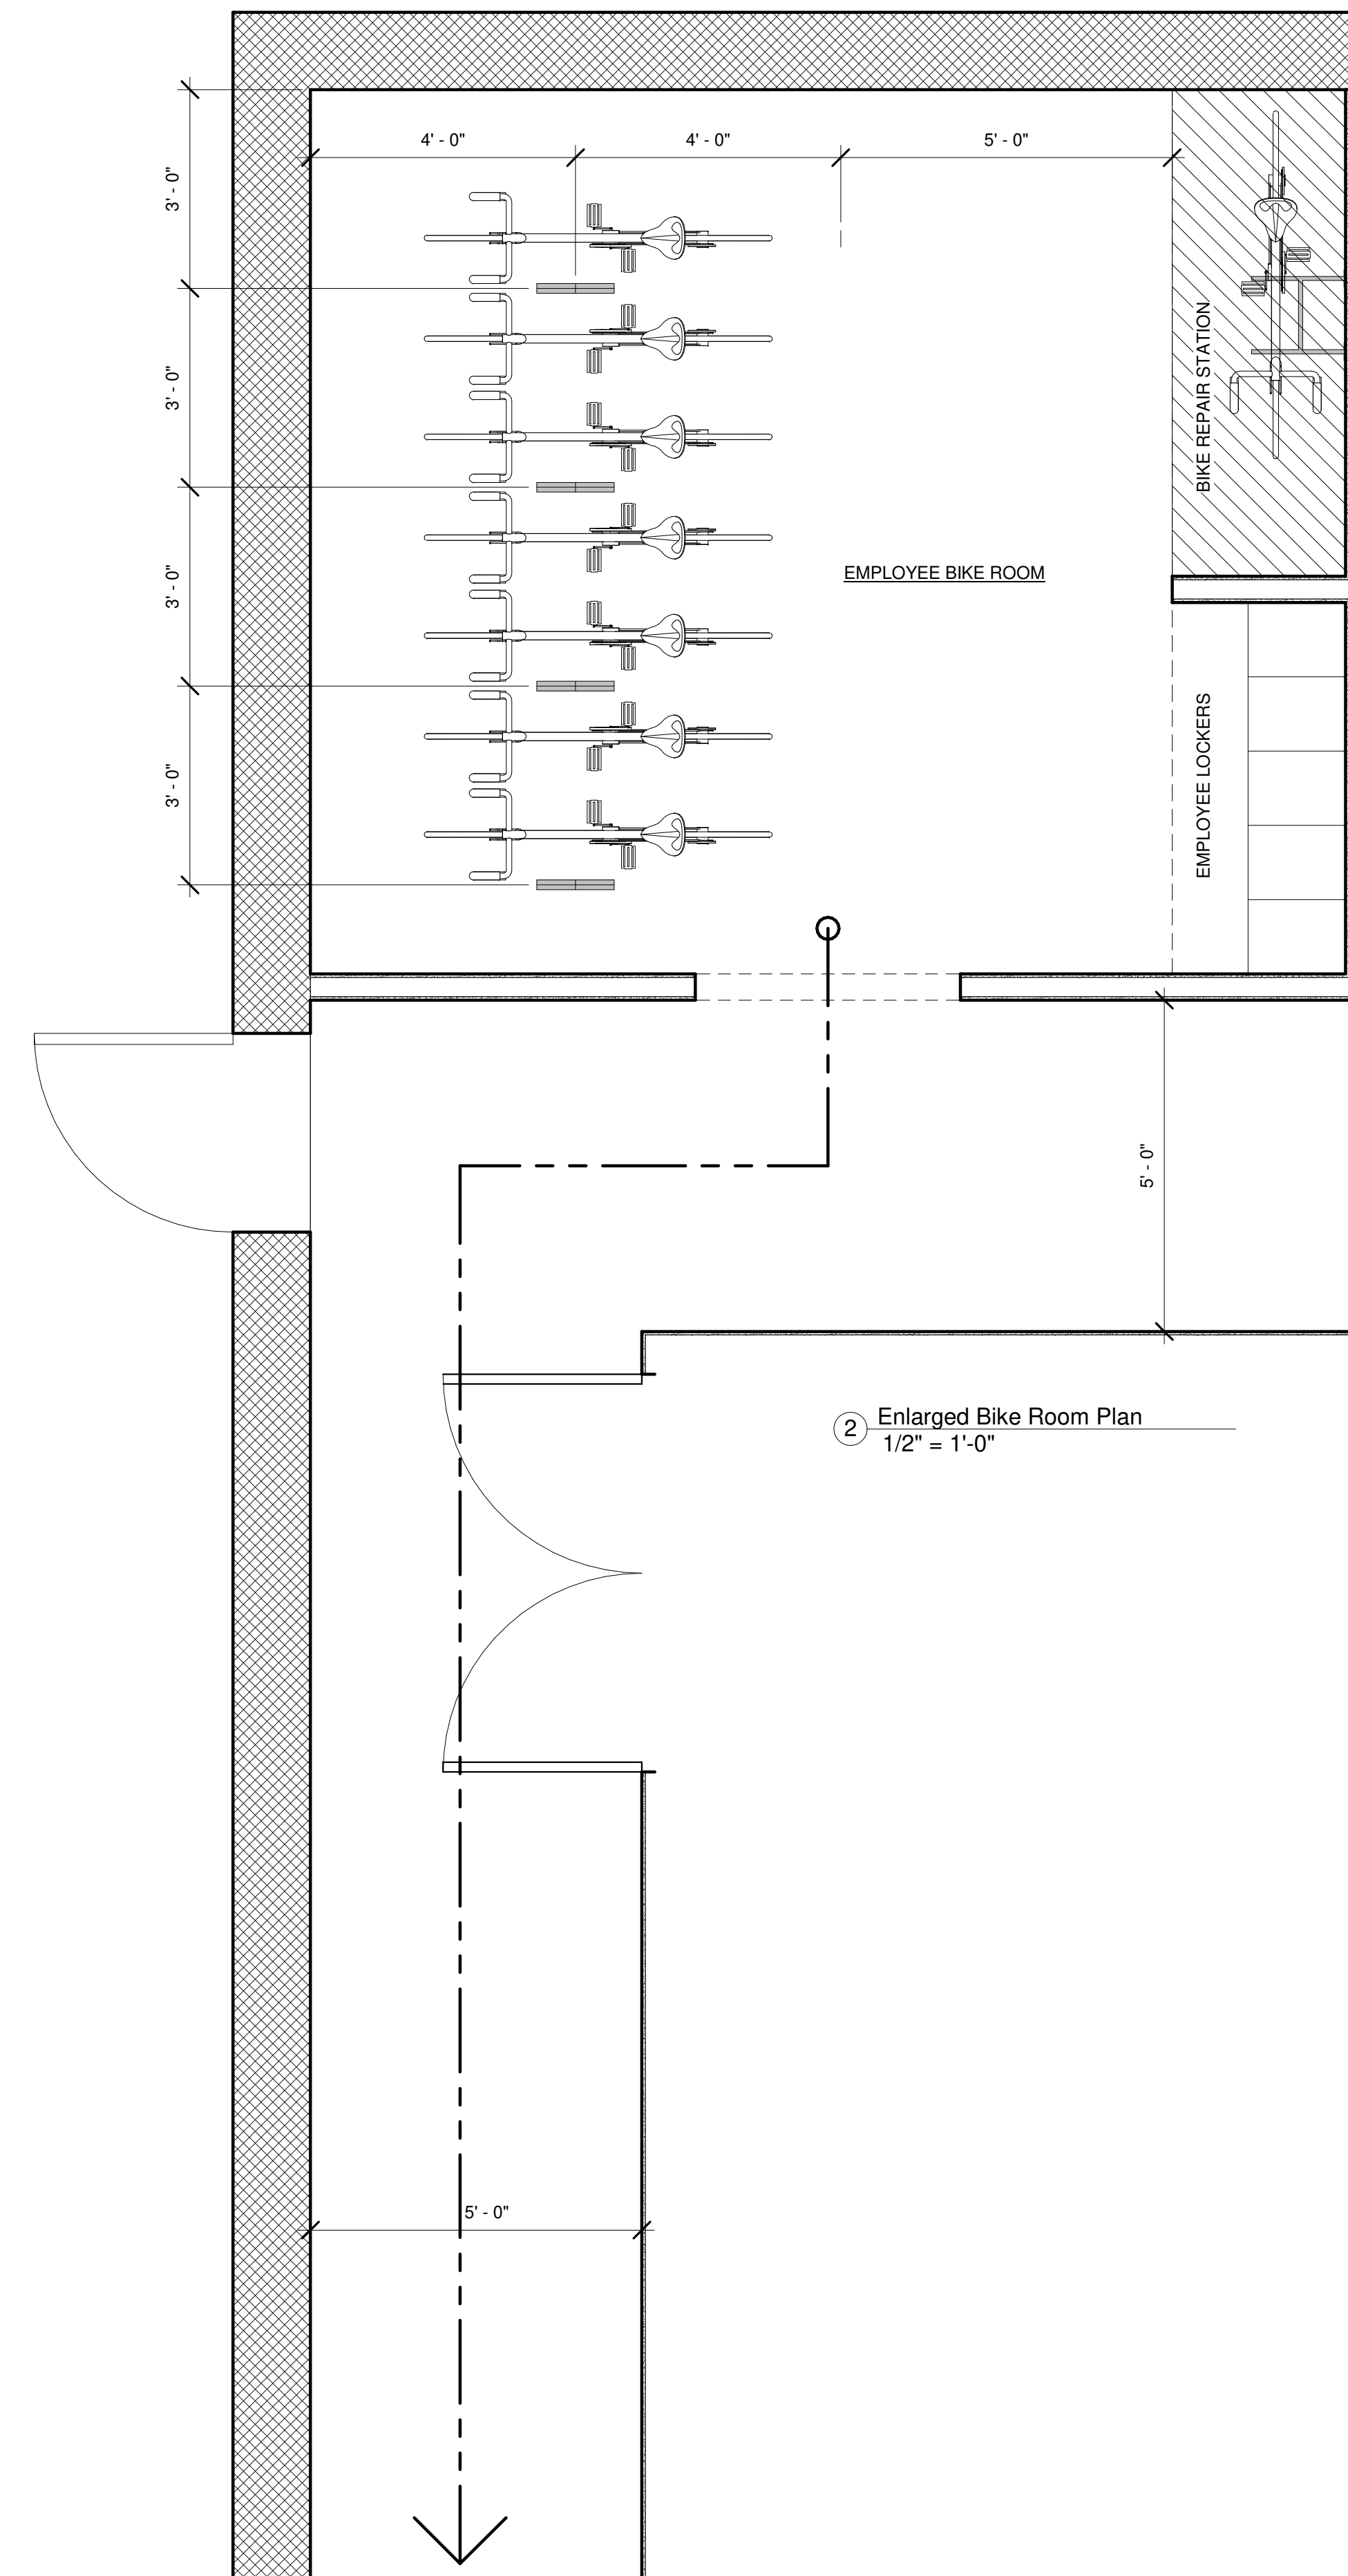 4' - 0"
4' - 0"
5' - 0"
3' - 0"
3' - 0"
3' - 0"
3' - 0"
BIKE REPAIR STATION
EMPLOYEE BIKE ROOM
EMPLOYEE LOCKERS
5' - 0"
2
Enlarged Bike Room Plan
1/2" = 1'-0"
5' - 0"